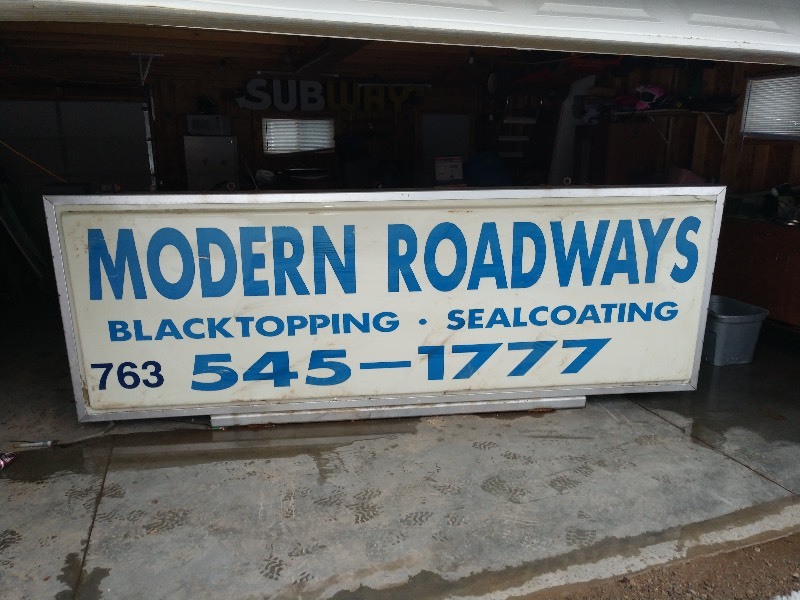 SUBWAY
MODERN ROADWAYS
BLACKTOPPING · SEALCOATING
763 545-1777